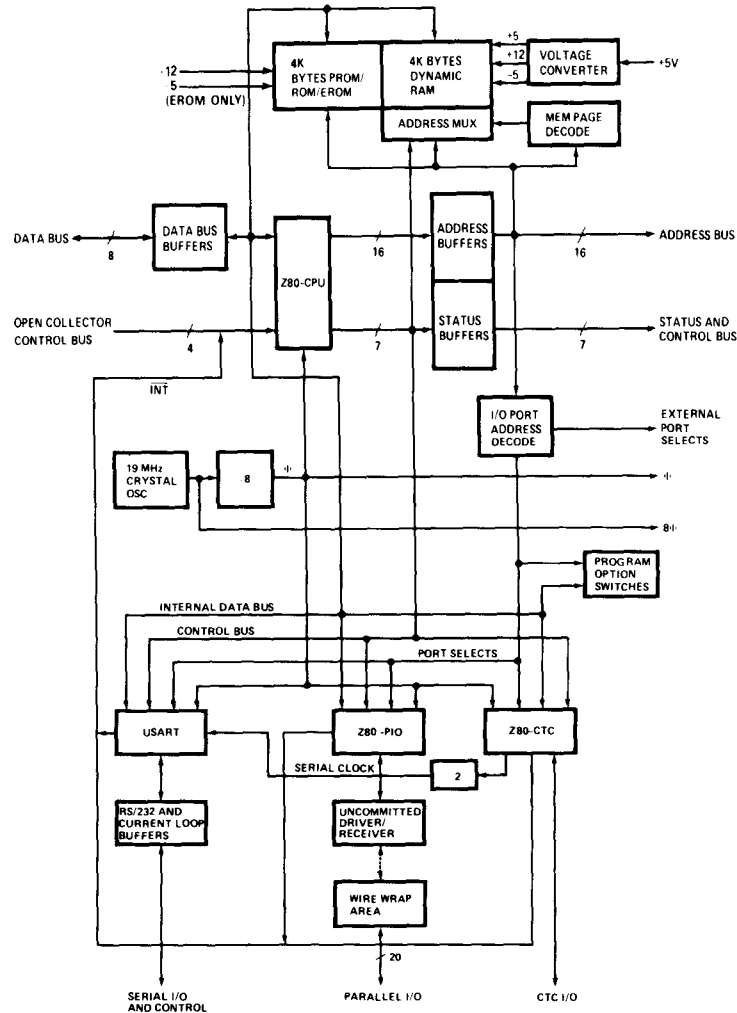 4K
BYTES PROM/
ROM/EROM
4K BYTES
DYNAMIC
RAM
ADDRESS MUX
+5
+12
-5
VOLTAGE
CONVERTER
+5V
-12
-5
(EROM ONLY)
MEM PAGE
DECODE
DATA BUS
8
DATA BUS
BUFFERS
Z80-CPU
16
ADDRESS
BUFFERS
16
ADDRESS BUS
OPEN COLLECTOR
CONTROL BUS
4
7
STATUS
BUFFERS
7
STATUS AND
CONTROL BUS
INT
I/O PORT
ADDRESS
DECODE
EXTERNAL
PORT
SELECTS
19 MHz
CRYSTAL
OSC
8
Φ
Φ
8Φ
PROGRAM
OPTION
SWITCHES
INTERNAL DATA BUS
CONTROL BUS
PORT SELECTS
USART
Z80-PIO
Z80-CTC
SERIAL CLOCK
2
RS/232 AND
CURRENT LOOP
BUFFERS
UNCOMMITTED
DRIVER/
RECEIVER
WIRE WRAP
AREA
20
SERIAL I/O
AND CONTROL
PARALLEL I/O
CTC I/O